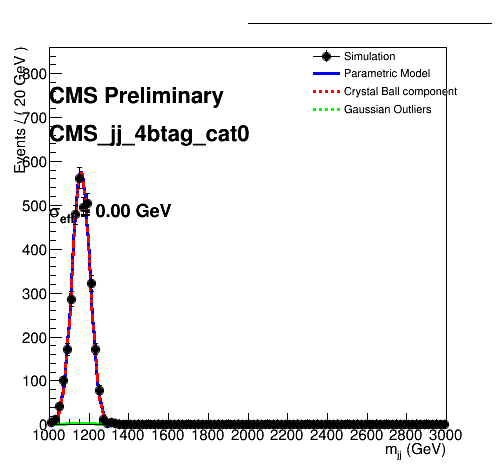 Events / ( 20 GeV )
Simulation
Parametric Model
Crystal Ball component
Gaussian Outliers
CMS Preliminary
CMS_jj_4btag_cat0
σeff = 0.00 GeV
800
700
600
500
400
300
200
100
0
1000 1200 1400 1600 1800 2000 2200 2400 2600 2800 3000
mjj (GeV)